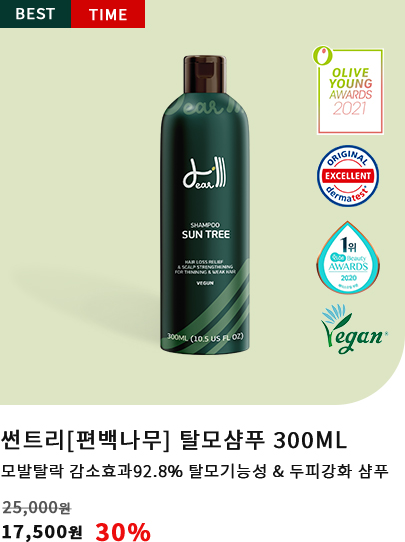 BEST
TIME
OLIVE
YOUNG
AWARDS
2021
ear
ear
SHAMPOO
SUN TREE
HAIR LOSS RELIEF
& SCALP STRENGTHENING
FOR THINNING & WEAK HAIR
VEGUN
300ML (10.5 US FL OZ)
ORIGINAL
EXCELLENT
dermatest®
1위
Beauty
AWARDS
2020
Vegan®
썬트리[편백나무] 탈모샴푸 300ML
모발탈락 감소효과92.8% 탈모기능성 & 두피강화 샴푸
25,000원
17,500원 30%